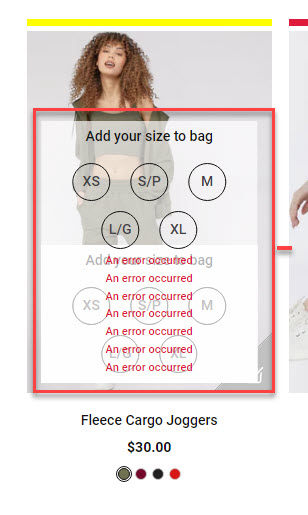 Add your size to bag
XS S/P M
L/G XL
Add your size to bag
An error occurred
An error occurred
An error occurred
XS S/P M
An error occurred
An error occurred
An error occurred
L/G XL
An error occurred
Fleece Cargo Joggers
$30.00